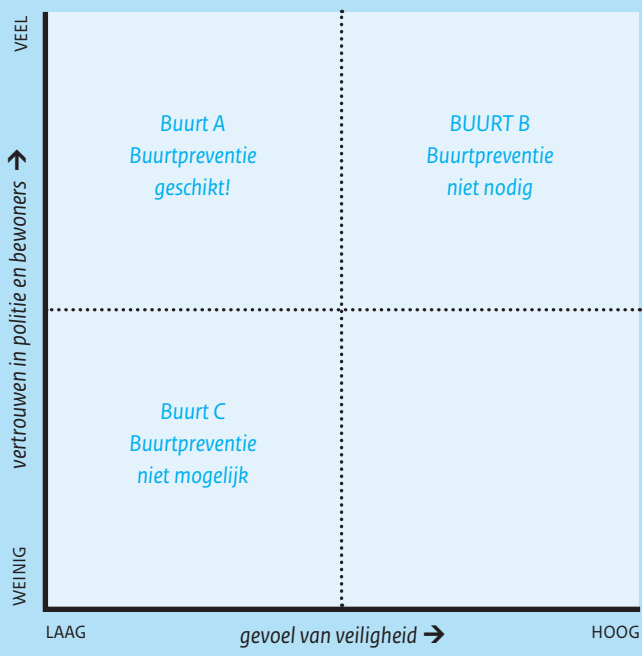 VEEL
vertrouwen in politie en bewoners →
WEINIG
Buurt A
Buurtpreventie
geschikt!
BUURT B
Buurtpreventie
niet nodig
Buurt C
Buurtpreventie
niet mogelijk
LAAG
gevoel van veiligheid →
HOOG